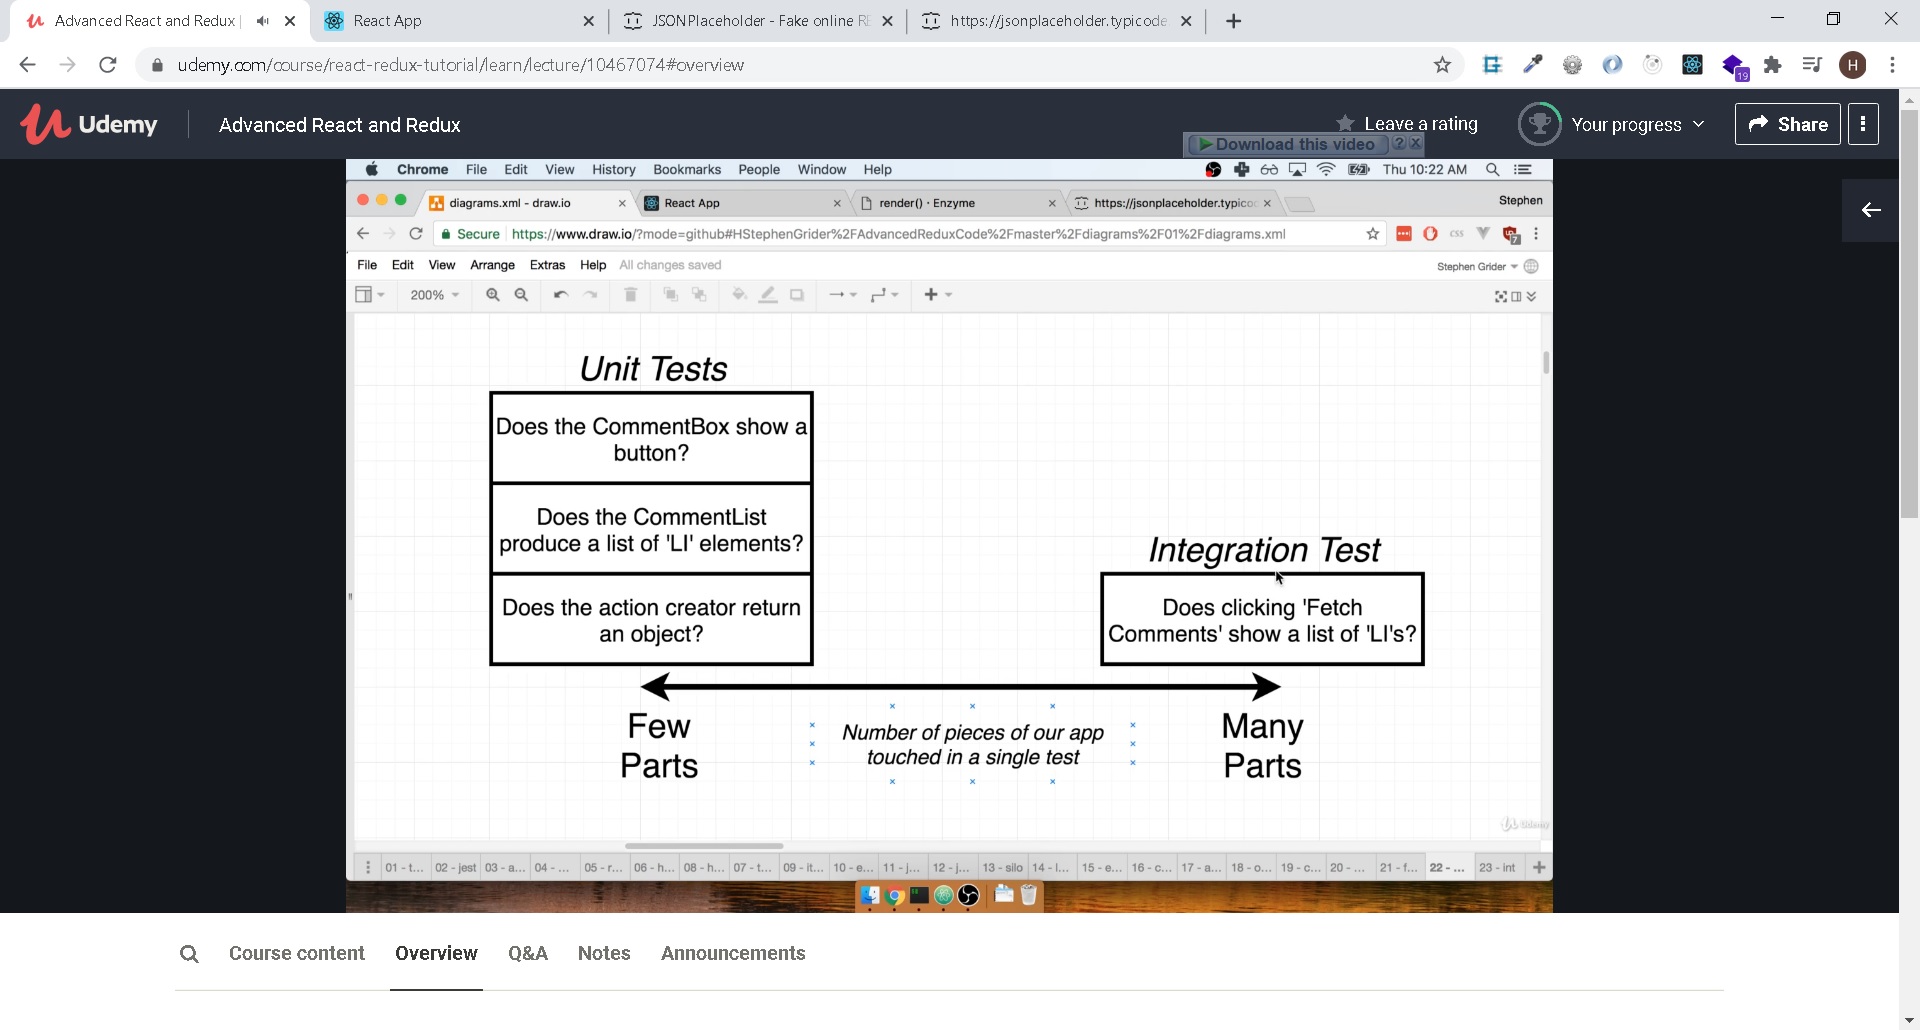 Advanced React and Redux
React App
JSONPlaceholder - Fake online RE
https://jsonplaceholder.typicode
udemy.com/course/react-redux-tutorial/learn/lecture/10467074#overview
19
H
Udemy
Advanced React and Redux
Leave a rating
Your progress
Share
Download this video
?
Chrome File Edit View History Bookmarks People Window Help
Thu 10:22 AM
diagrams.xml - draw.io
React App
render() · Enzyme
https://jsonplaceholder.typicoc
Stephen
Secure
https://www.draw.io/?mode=github#HStephenGrider%2FAdvancedReduxCode%2Fmaster%2Fdiagrams%2F01%2Fdiagrams.xml
css
7
File Edit View Arrange Extras Help All changes saved
Stephen Grider
200%
Unit Tests
Does the CommentBox show a
button?
Does the CommentList
produce a list of 'LI' elements?
Does the action creator return
an object?
Integration Test
Does clicking 'Fetch
Comments' show a list of 'LI's?
Few
Parts
Number of pieces of our app
touched in a single test
Many
Parts
Udemy
01 - t... 02 - jest 03 - a... 04 - ... 05 - r... 06 - h... 08 - h... 07 - t... 09 - it... 10 - e... 11 - j... 12 - j... 13 - silo 14 - l... 15 - e... 16 - c... 17 - a... 18 - o... 19 - c... 20 - ... 21 - f... 22 - ... 23 - int
Course content
Overview
Q&A
Notes
Announcements